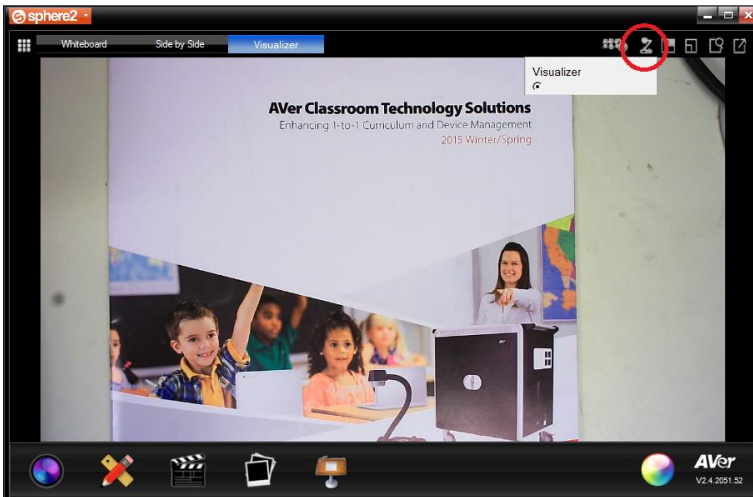 sphere2
Whiteboard Side by Side Visualizer
Visualizer
AVer Classroom Technology Solutions
Enhancing 1-to-1 Curriculum and Device Management
2015 Winter/Spring
AVer
V2.4.2051.52